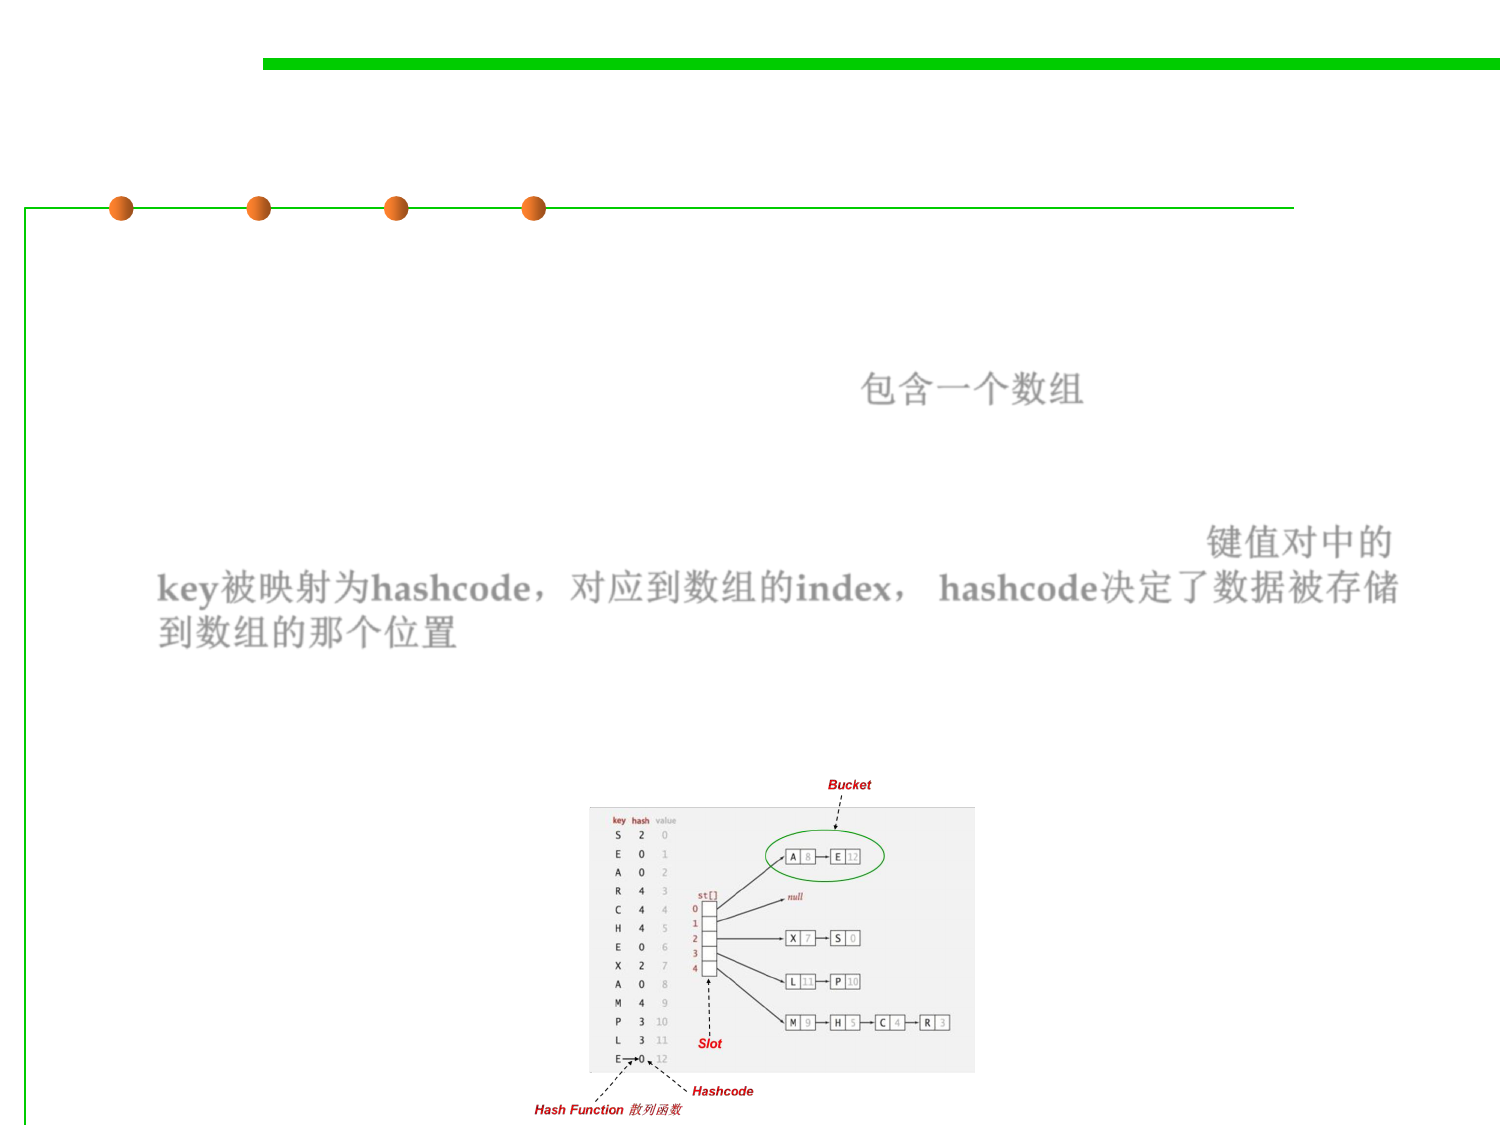 包含一个数组
键值对中的
key被映射为hashcode，对应到数组的index， hashcode决定了数据被存储
到数组的那个位置
Bucket
key hash value
S 2 0
E 0 1
A 0 2
R 4 3
C 4 4
H 4 5
E 0 6
X 2 7
A 0 8
M 4 9
P 3 10
L 3 11
E 0 12
st[]
0
1
2
3
4
A 8 E 12
null
X 7 S 0
L 11 P 10
M 9 H 5 C 4 R 3
Slot
Hashcode
Hash Function 散列函数